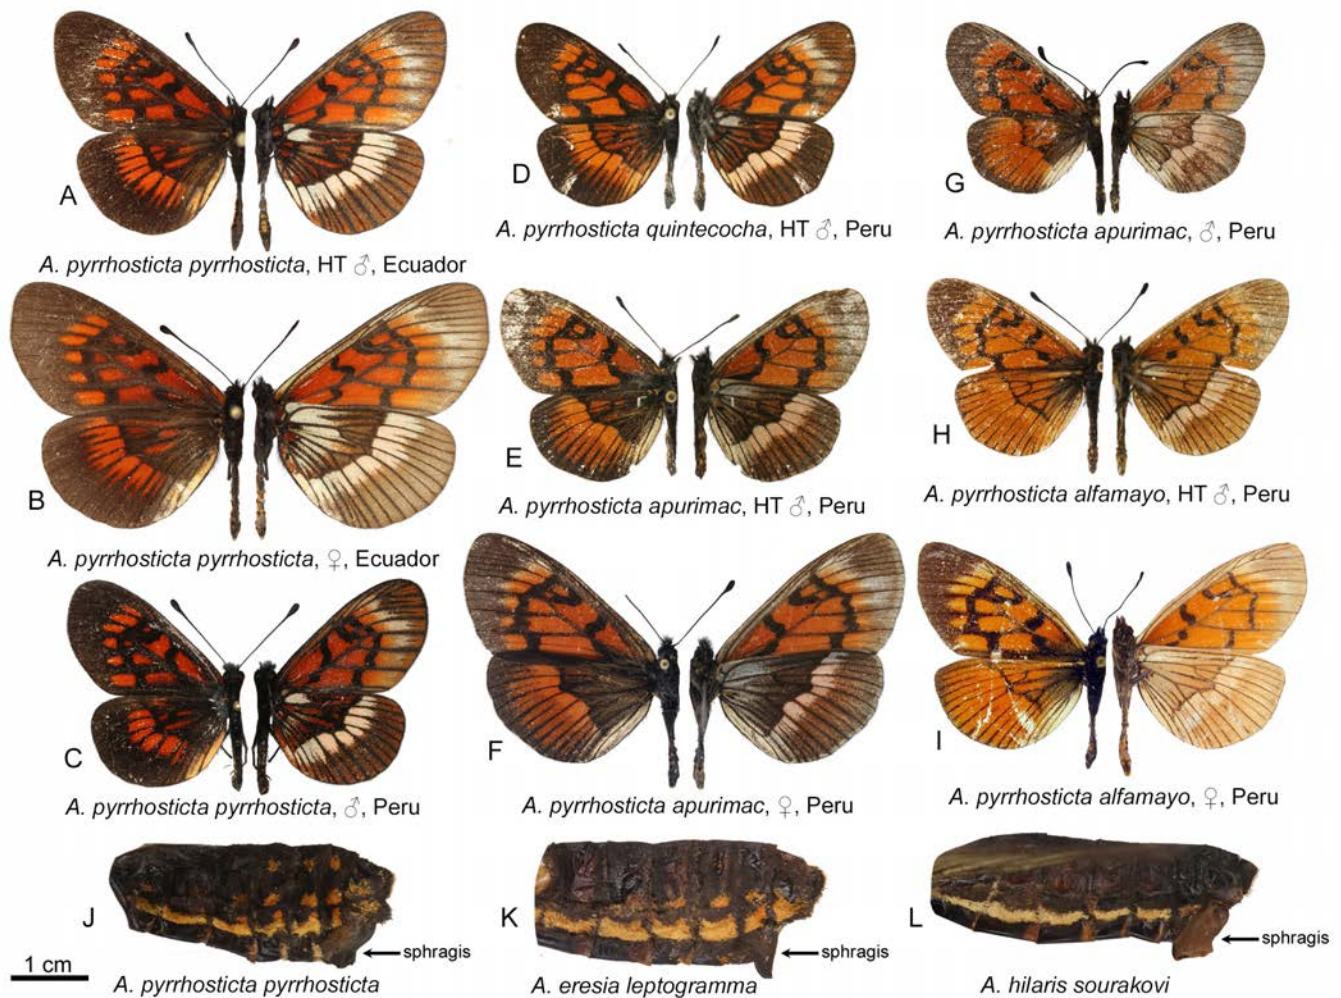 A
A. pyrrhosticta pyrrhosticta, HT ♂, Ecuador
B
A. pyrrhosticta pyrrhosticta, ♀, Ecuador
C
A. pyrrhosticta pyrrhosticta, ♂, Peru
D
A. pyrrhosticta quintecocha, HT ♂, Peru
E
A. pyrrhosticta apurimac, HT ♂, Peru
F
A. pyrrhosticta apurimac, ♀, Peru
G
A. pyrrhosticta apurimac, ♂, Peru
H
A. pyrrhosticta alfamayo, HT ♂, Peru
I
A. pyrrhosticta alfamayo, ♀, Peru
J
sphragis
1 cm
A. pyrrhosticta pyrrhosticta
K
sphragis
A. eresia leptogramma
L
sphragis
A. hilaris sourakovi